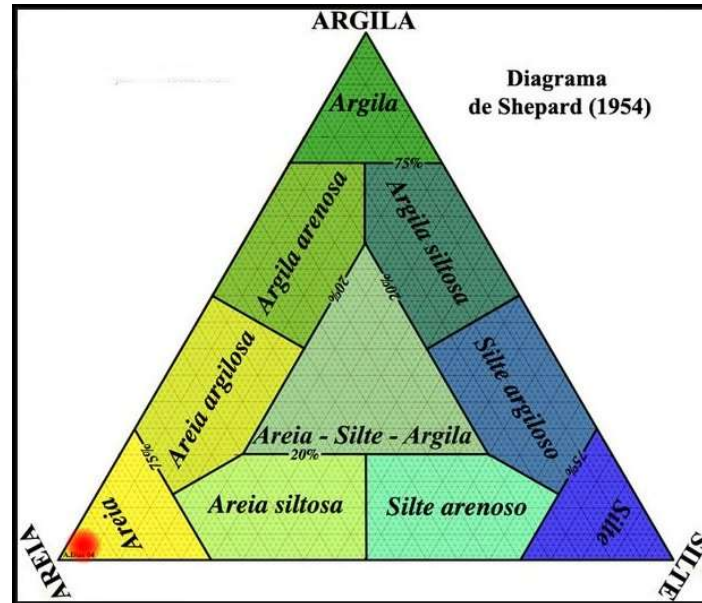 ARGILA
Diagrama
de Shepard (1954)
Argila
75%
Argila arenosa
Argila siltosa
20%
20%
Areia argilosa
Silte argiloso
Areia - Silte - Argila
20%
75%
75%
Areia
Areia siltosa
Silte arenoso
Silte
AREIA
SILTE